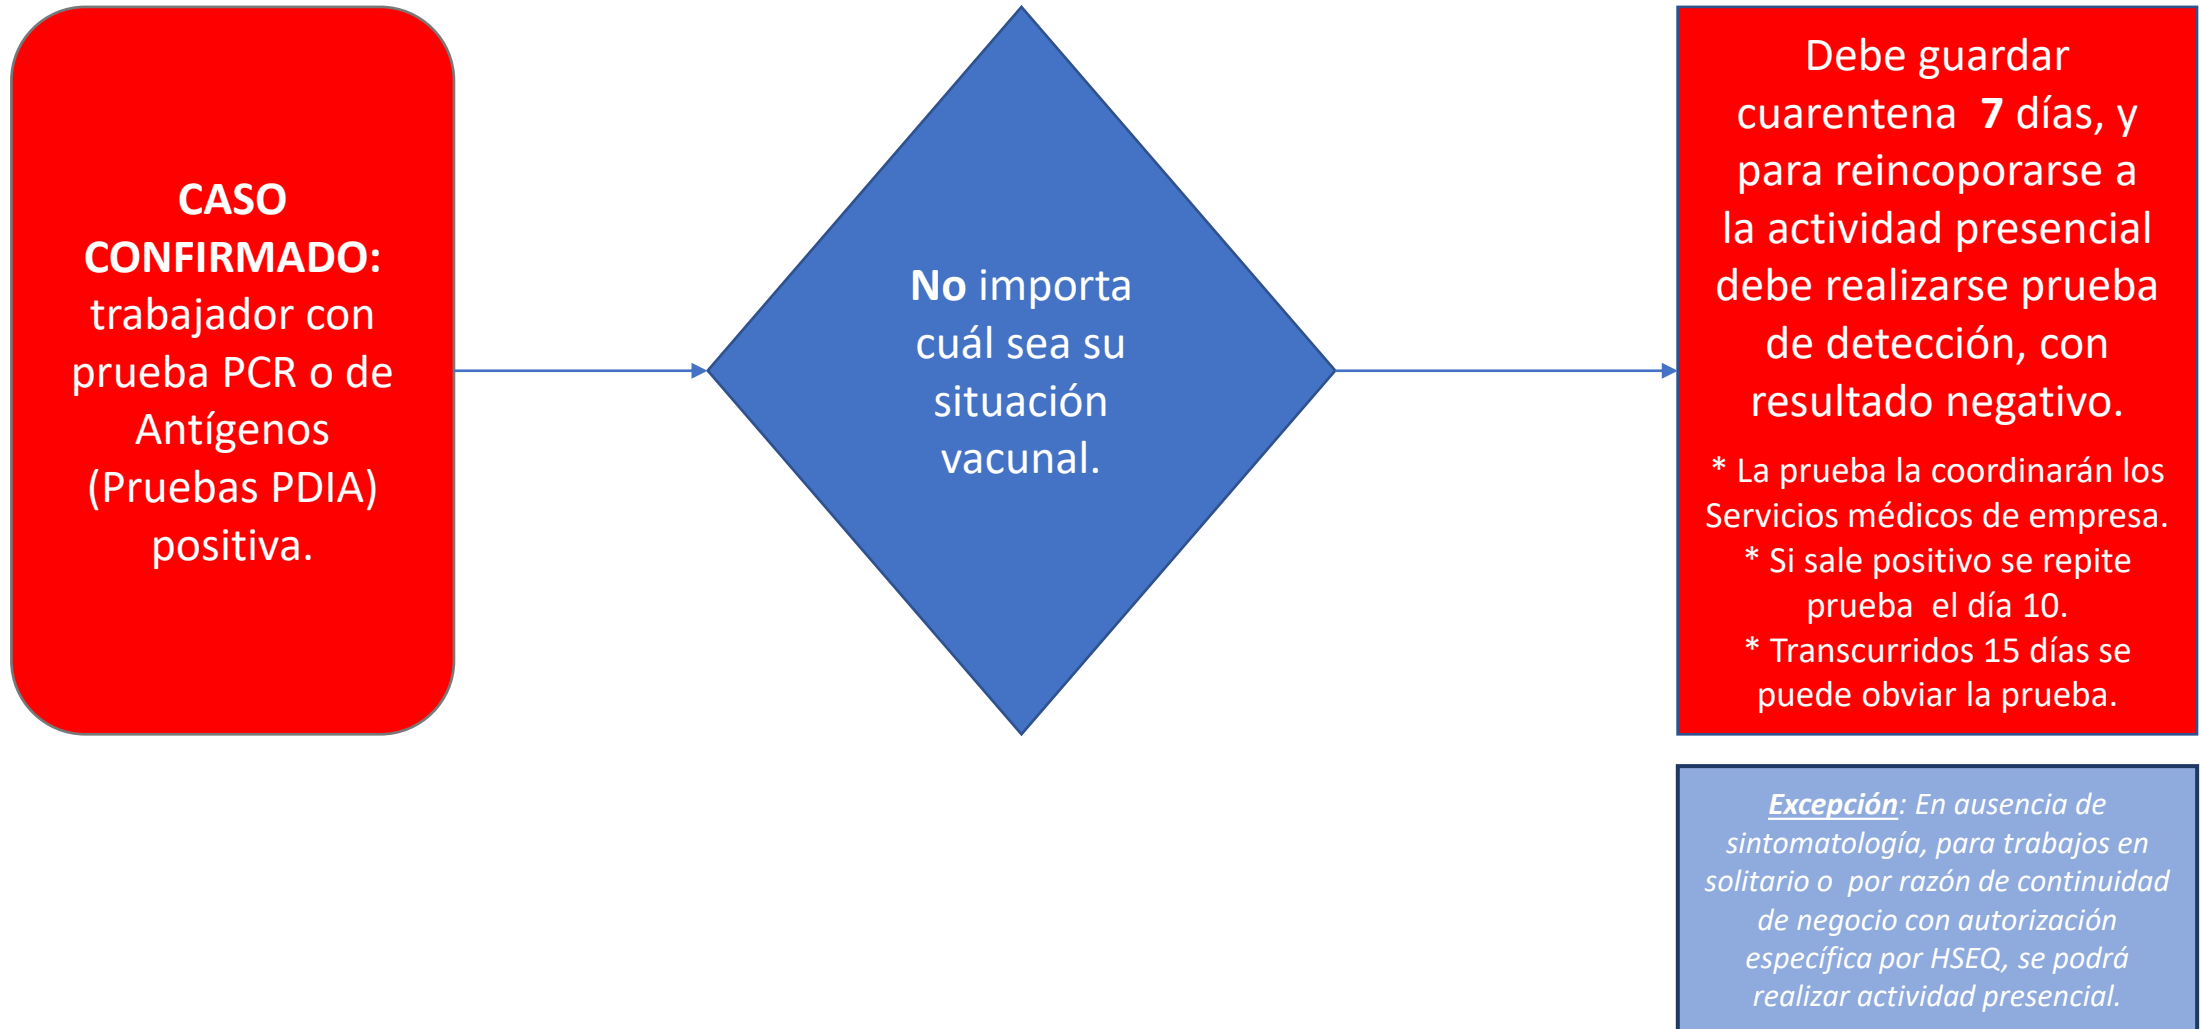 CASO
CONFIRMADO:
trabajador con
prueba PCR o de
Antígenos
(Pruebas PDIA)
positiva.
No importa
cuál sea su
situación
vacunal.
Debe guardar
cuarentena 7 días, y
para reincoporarse a
la actividad presencial
debe realizarse prueba
de detección, con
resultado negativo.
* La prueba la coordinarán los
Servicios médicos de empresa.
* Si sale positivo se repite
prueba el día 10.
* Transcurridos 15 días se
puede obviar la prueba.
Excepción: En ausencia de
sintomatología, para trabajos en
solitario o por razón de continuidad
de negocio con autorización
específica por HSEQ, se podrá
realizar actividad presencial.